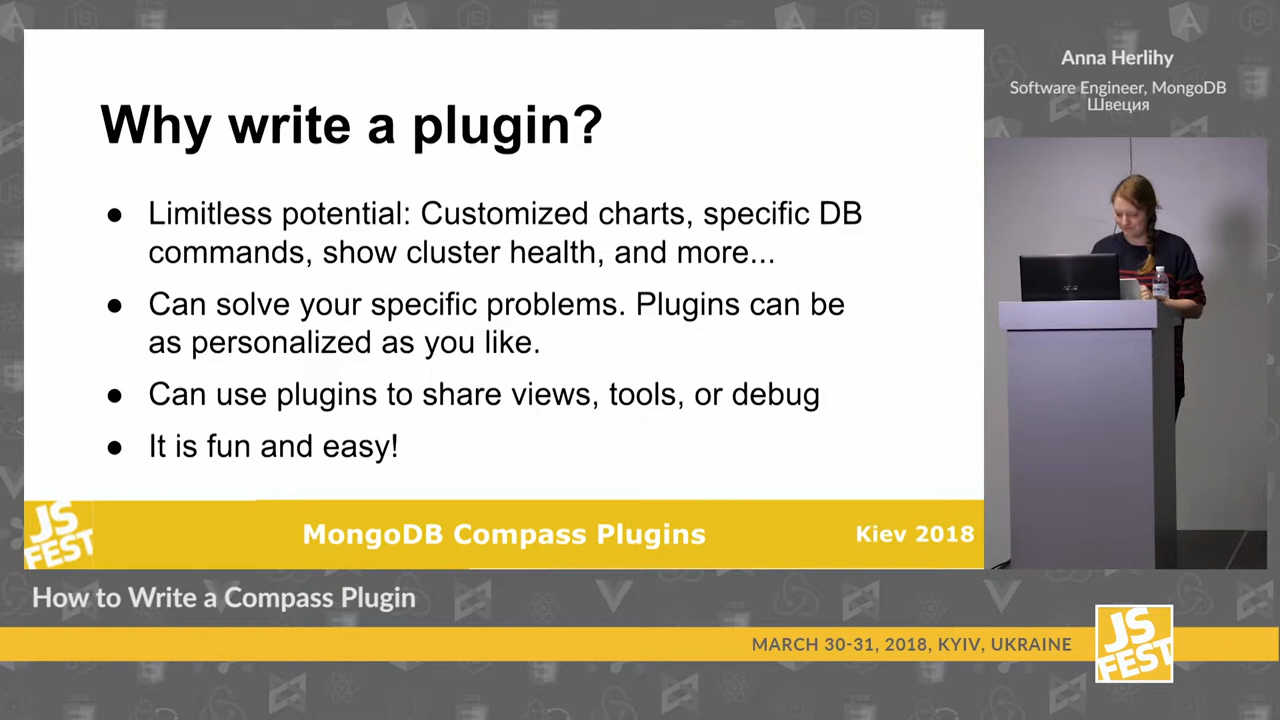 Why write a plugin?
● Limitless potential: Customized charts, specific DB
commands, show cluster health, and more...
● Can solve your specific problems. Plugins can be
as personalized as you like.
● Can use plugins to share views, tools, or debug
● It is fun and easy!
JS
FEST
MongoDB Compass Plugins
Kiev 2018
Anna Herlihy
Software Engineer, MongoDB
Швеция
How to Write a Compass Plugin
MARCH 30-31, 2018, KYIV, UKRAINE
JS
FEST